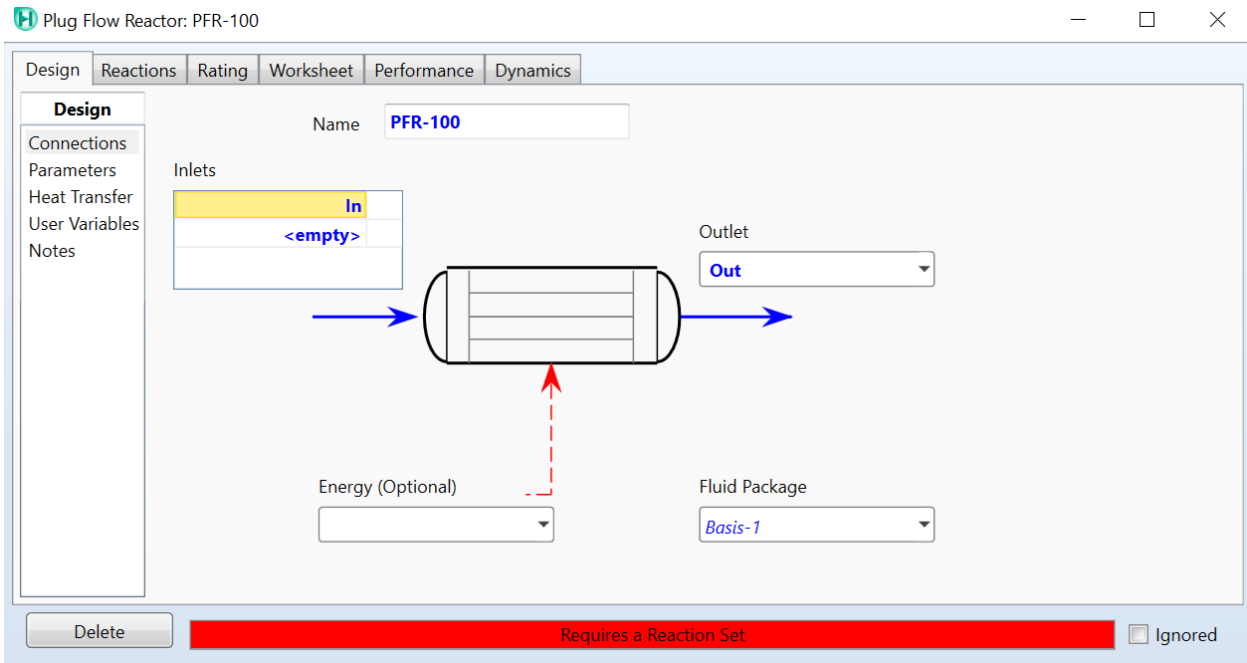 Plug Flow Reactor: PFR-100
Design Reactions Rating Worksheet Performance Dynamics
Design
Connections
Parameters
Heat Transfer
User Variables
Notes
Name PFR-100
Inlets
In
<empty>
Outlet
Out
Energy (Optional)
Fluid Package
Basis-1
Delete
Requires a Reaction Set
Ignored